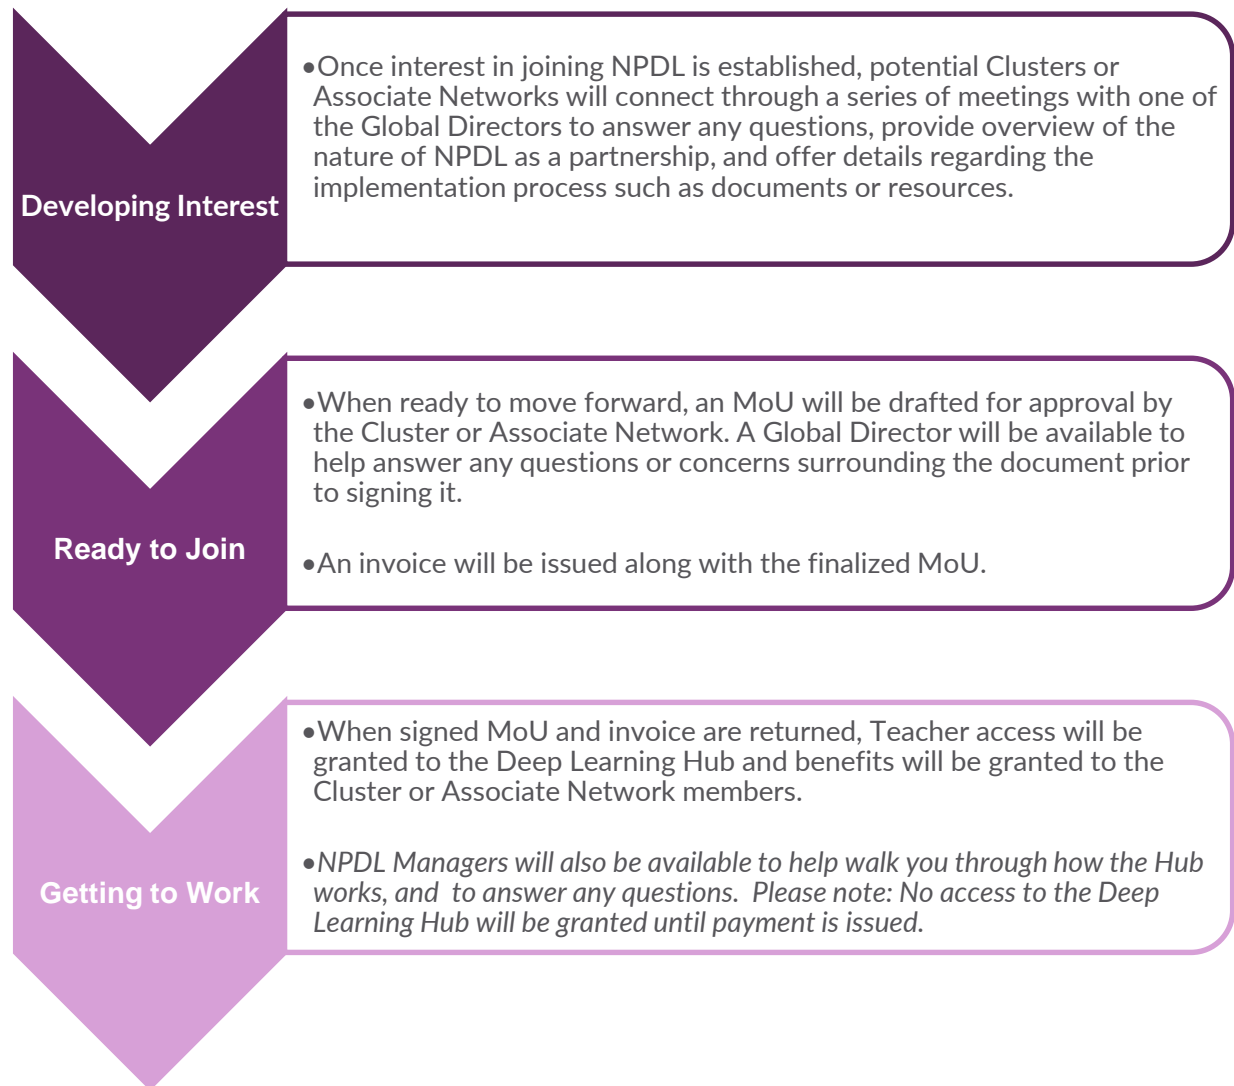 Developing Interest
•Once interest in joining NPDL is established, potential Clusters or
Associate Networks will connect through a series of meetings with one of
the Global Directors to answer any questions, provide overview of the
nature of NPDL as a partnership, and offer details regarding the
implementation process such as documents or resources.
Ready to Join
•When ready to move forward, an MoU will be drafted for approval by
the Cluster or Associate Network. A Global Director will be available to
help answer any questions or concerns surrounding the document prior
to signing it.
•An invoice will be issued along with the finalized MoU.
Getting to Work
•When signed MoU and invoice are returned, Teacher access will be
granted to the Deep Learning Hub and benefits will be granted to the
Cluster or Associate Network members.
•NPDL Managers will also be available to help walk you through how the Hub
works, and  to answer any questions.  Please note: No access to the Deep
Learning Hub will be granted until payment is issued.